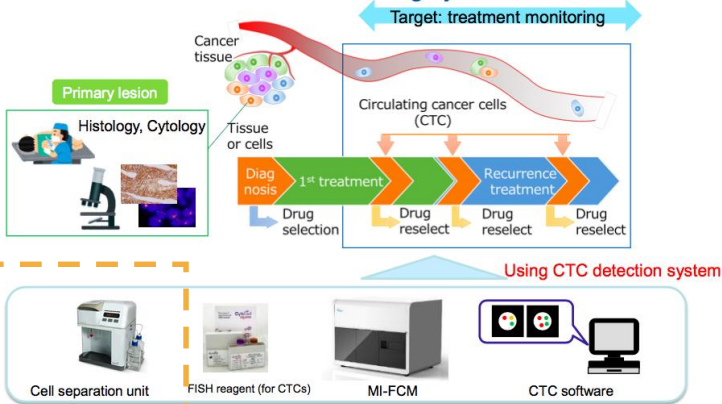 Target: treatment monitoring
Cancer
tissue
Primary lesion
Histology, Cytology
Tissue
or cells
Circulating cancer cells
(CTC)
Diag
nosis
1st treatment
Recurrence
treatment
Drug
selection
Drug
reselect
Drug
reselect
Drug
reselect
Using CTC detection system
Cell separation unit
FISH reagent (for CTCs)
MI-FCM
CTC software